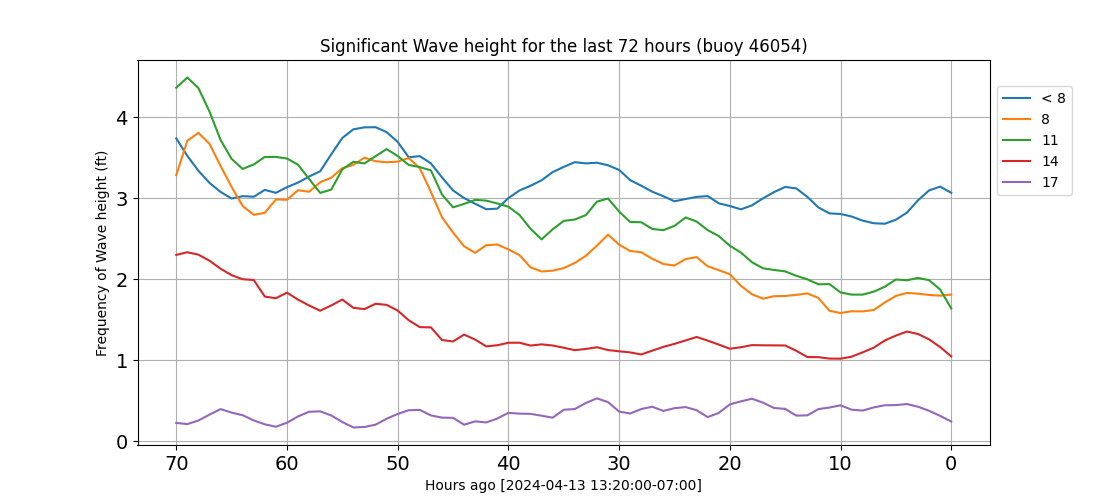 Significant Wave height for the last 72 hours (buoy 46054)
Frequency of Wave height (ft)
4
3
2
1
0
70 60 50 40 30 20 10 0
Hours ago [2024-04-13 13:20:00-07:00]
< 8
8
11
14
17